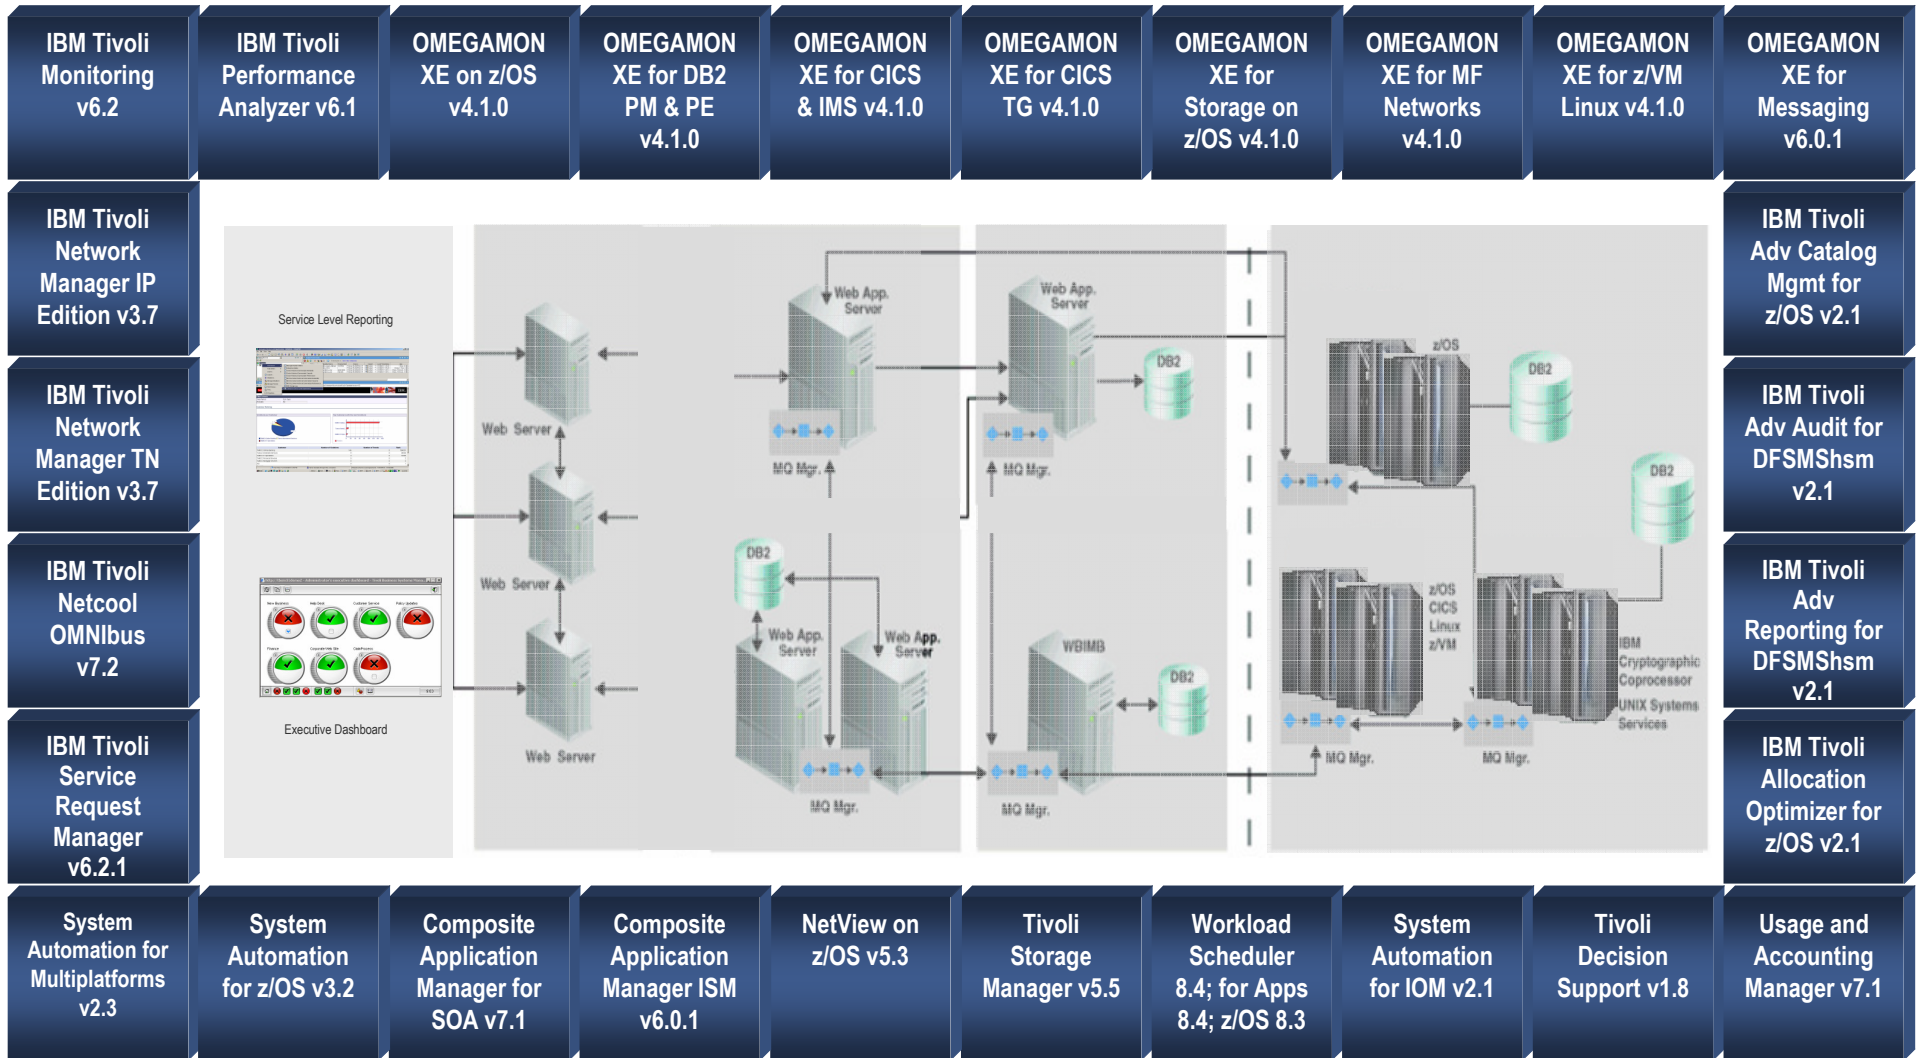 IBM Tivoli
Monitoring
v6.2
IBM Tivoli
Performance
Analyzer v6.1
OMEGAMON
XE on z/OS
v4.1.0
OMEGAMON
XE for DB2
PM & PE
v4.1.0
OMEGAMON
XE for CICS
& IMS v4.1.0
OMEGAMON
XE for CICS
TG v4.1.0
OMEGAMON
XE for
Storage on
z/OS v4.1.0
OMEGAMON
XE for MF
Networks
v4.1.0
OMEGAMON
XE for z/VM
Linux v4.1.0
OMEGAMON
XE for
Messaging
v6.0.1
IBM Tivoli
Network
Manager IP
Edition v3.7
IBM Tivoli
Network
Manager TN
Edition v3.7
IBM Tivoli
Netcool
OMNIbus
v7.2
IBM Tivoli
Service
Request
Manager
v6.2.1
Service Level Reporting
Executive Dashboard
Web Server
Web Server
Web Server
Web App.
Server
MQ Mgr.
Web App.
Server
DB2
MQ Mgr.
DB2
Web App.
Server
Web App.
Server
MQ Mgr.
WBIMB
DB2
MQ Mgr.
z/OS
DB2
DB2
z/OS
CICS
Linux
z/VM
IBM
Cryptographic
Coprocessor
UNIX Systems
Services
MQ Mgr.
MQ Mgr.
IBM Tivoli
Adv Catalog
Mgmt for
z/OS v2.1
IBM Tivoli
Adv Audit for
DFSMShsm
v2.1
IBM Tivoli
Adv
Reporting for
DFSMShsm
v2.1
IBM Tivoli
Allocation
Optimizer for
z/OS v2.1
System
Automation for
Multiplatforms
v2.3
System
Automation
for z/OS v3.2
Composite
Application
Manager for
SOA v7.1
Composite
Application
Manager ISM
v6.0.1
NetView on
z/OS v5.3
Tivoli
Storage
Manager v5.5
Workload
Scheduler
8.4; for Apps
8.4; z/OS 8.3
System
Automation
for IOM v2.1
Tivoli
Decision
Support v1.8
Usage and
Accounting
Manager v7.1